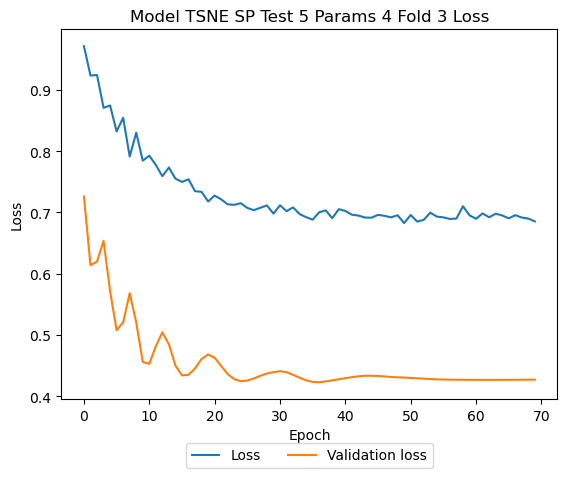 Model TSNE SP Test 5 Params 4 Fold 3 Loss
Loss
0.9
0.8
0.7
0.6
0.5
0.4
0 10 20 30 40 50 60 70
Epoch
Loss Validation loss